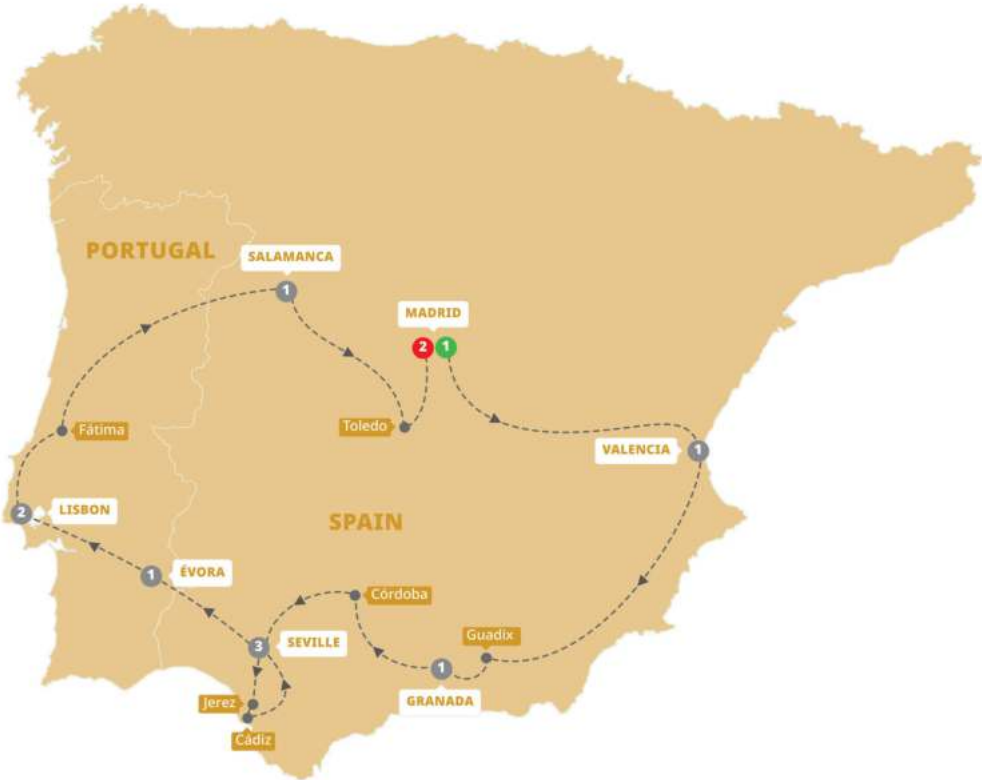 PORTUGAL
SALAMANCA
1
MADRID
2
1
Fátima
Toledo
VALENCIA
1
2
LISBON
SPAIN
1
ÉVORA
Córdoba
3
SEVILLE
Guadix
1
GRANADA
Jerez
Cádiz